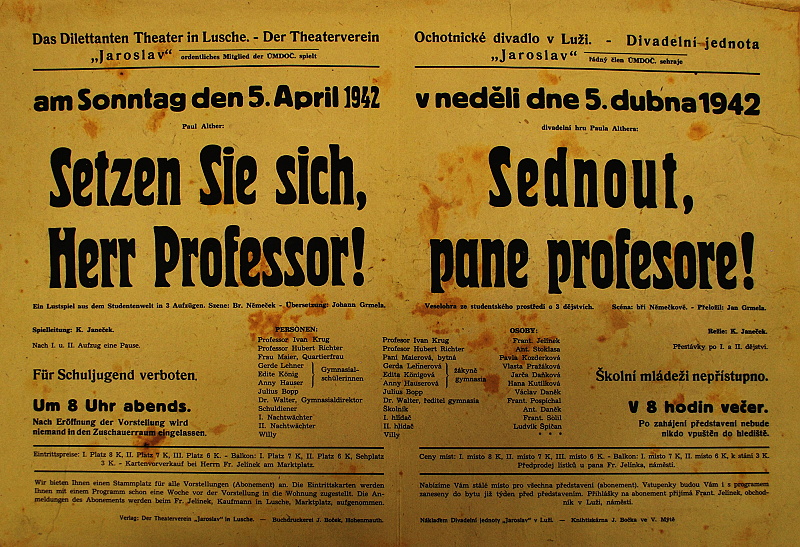 Das Dilettanten Theater in Lusche. - Der Theaterverein
„Jaroslav“ ordentliches Mitglied der ÚMDOČ. spielt
am Sonntag den 5. April 1942
Paul Alther:
Setzen Sie sich,
Herr Professor!
Ein Lustspiel aus dem Studentenwelt in 3 Aufzügen. Szene: Br. Němeček - Übersetzung: Johann Grmela.
Spielleitung: K. Janeček.
Nach I. u. II. Aufzug eine Pause.
Für Schuljugend verboten.
Um 8 Uhr abends.
Nach Eröffnung der Vorstellung wird
niemand in den Zuschauerraum eingelassen.
PERSONEN:
Professor Ivan Krug
Professor Hubert Richter
Frau Maier, Quartierfrau
Gerde Lehner
Edite König
Anny Hauser
Gymnasial-
schülerinnen
Julius Bopp
Dr. Walter, Gymnasialdirektor
Schuldiener
I. Nachtwächter
II. Nachtwächter
Willy
Eintrittspreise: I. Platz 8 K, II. Platz 7 K, III. Platz 6 K. - Balkon: I. Platz 7 K, II. Platz 6 K, Sehplatz
3 K. - Kartenvorverkauf bei Herrn Fr. Jelinek am Marktplatz.
Wir bieten Ihnen einen Stammplatz für alle Vorstellungen (Abonement) an. Die Eintrittskarten werden
Ihnen mit einem Programm schon eine Woche vor der Vorstellung in die Wohnung zugestellt. Die An-
meldungen des Abonements werden beim Fr. Jelinek, Kaufmann in Lusche, Marktplatz, aufgenommen.
Verlag: Der Theaterverein „Jaroslav“ in Lusche. — Buchdruckerei J. Boček, Hohenmauth.
Ochotnické divadlo v Luži. - Divadelní jednota
„Jaroslav“ řádný člen ÚMDOČ. sehraje
v neděli dne 5. dubna 1942
divadelní hru Paula Althera:
Sednout,
pane profesore!
Veselohra ze studentského prostředí o 3 dějstvích. Scéna: bří Němečkově. - Přeložil: Jan Grmela.
OSOBY:
Profesor Ivan Krug Frant. Jelínek
Profesor Hubert Richter Ant. Stoklasa
Paní Maierová, bytná Pavla Konderková
Gerda Lehnerová Vlasta Pražáková
Edita Königová Jarča Daňková
Anny Hauserová Hana Kutílková
žákyně
gymnasia
Julius Bopp Václav Daněk
Dr. Walter, ředitel gymnasia Frant. Pospíchal
Školník Ant. Daněk
I. hlídač Frant. Šólil
II. hlídač Ludvík Spičan
Willy * * *
Režie: K. Janeček.
Přestávky po I. a II. dějství.
Školní mládeži nepřístupno.
V 8 hodin večer.
Po zahájení představení nebude
nikdo vpuštěn do hlediště.
Ceny míst: I. místo 8 K, II. místo 7 K, III. místo 6 K. - Balkon: I. místo 7 K, II. místo 6 K, k stání 3 K.
Předprodej lístků u pana Fr. Jelínka, náměstí.
Nabízíme Vám stálé místo pro všechna představení (abonement). Vstupenky budou Vám i s programem
zaneseny do bytu již týden před představením. Přihlášky na abonement přijímá Frant. Jelínek, obchod-
ník v Luži, náměstí.
Nákladem Divadelní jednoty „Jaroslav“ v Luži. — Knihtiskárna J. Bočka ve V. Mýtě